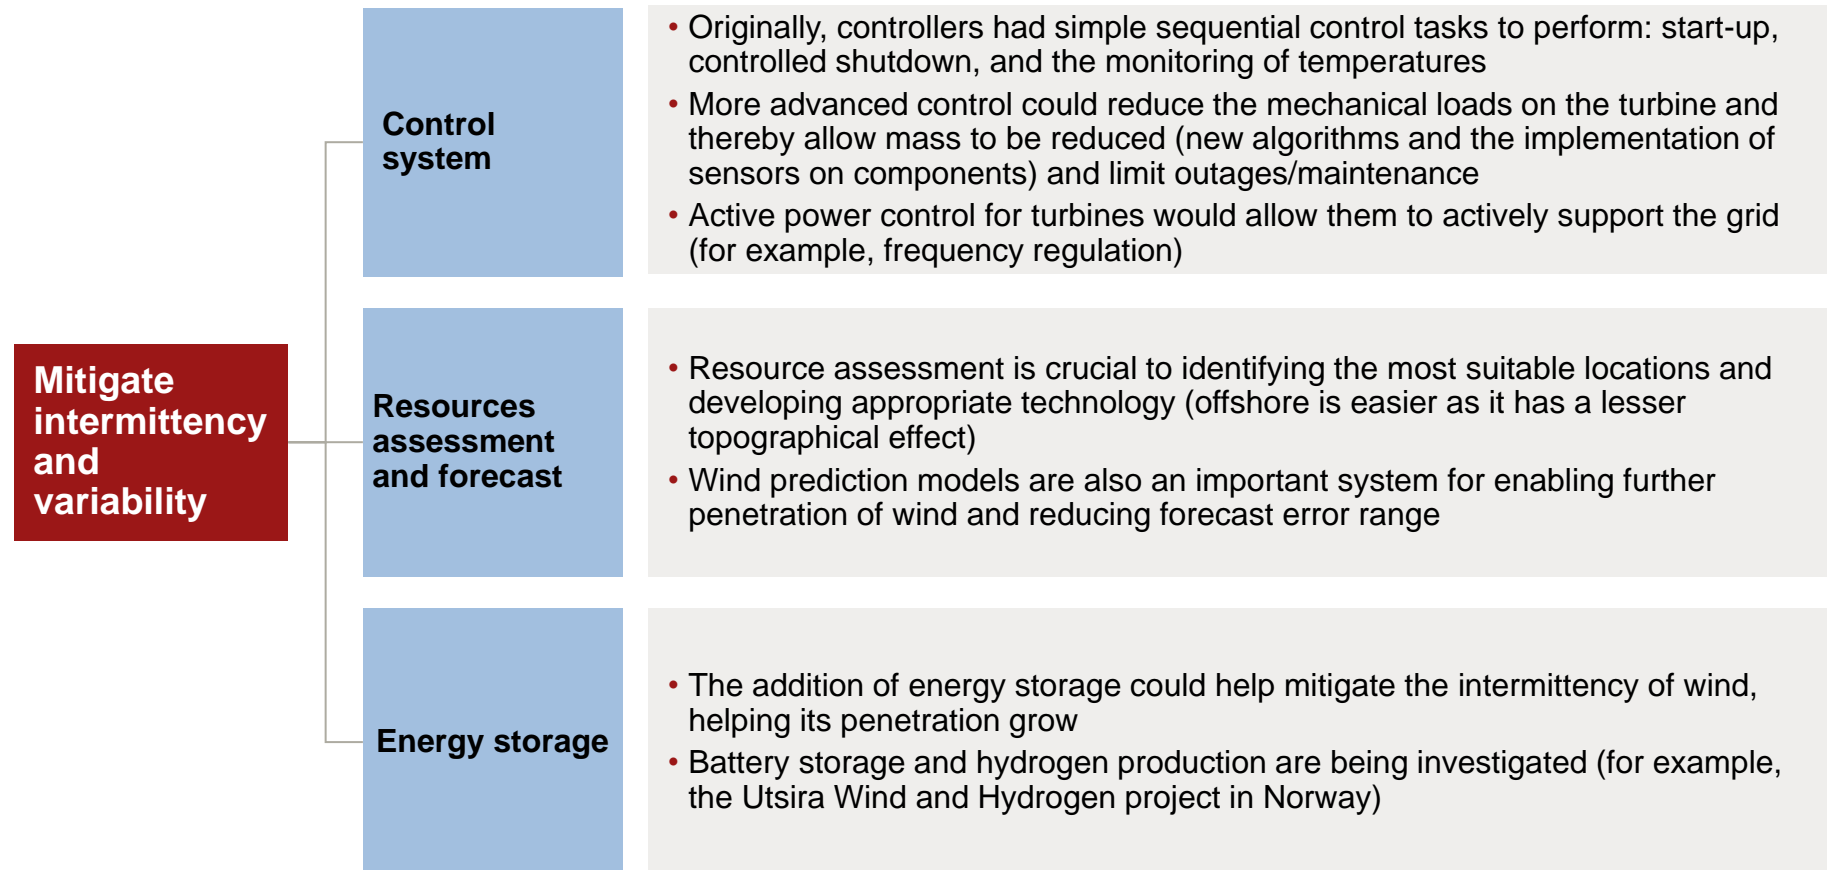 Mitigate
intermittency
and
variability
Control
system
• Originally, controllers had simple sequential control tasks to perform: start-up,
controlled shutdown, and the monitoring of temperatures
• More advanced control could reduce the mechanical loads on the turbine and
thereby allow mass to be reduced (new algorithms and the implementation of
sensors on components) and limit outages/maintenance
• Active power control for turbines would allow them to actively support the grid
(for example, frequency regulation)
Resources
assessment
and forecast
• Resource assessment is crucial to identifying the most suitable locations and
developing appropriate technology (offshore is easier as it has a lesser
topographical effect)
• Wind prediction models are also an important system for enabling further
penetration of wind and reducing forecast error range
Energy storage
• The addition of energy storage could help mitigate the intermittency of wind,
helping its penetration grow
• Battery storage and hydrogen production are being investigated (for example,
the Utsira Wind and Hydrogen project in Norway)